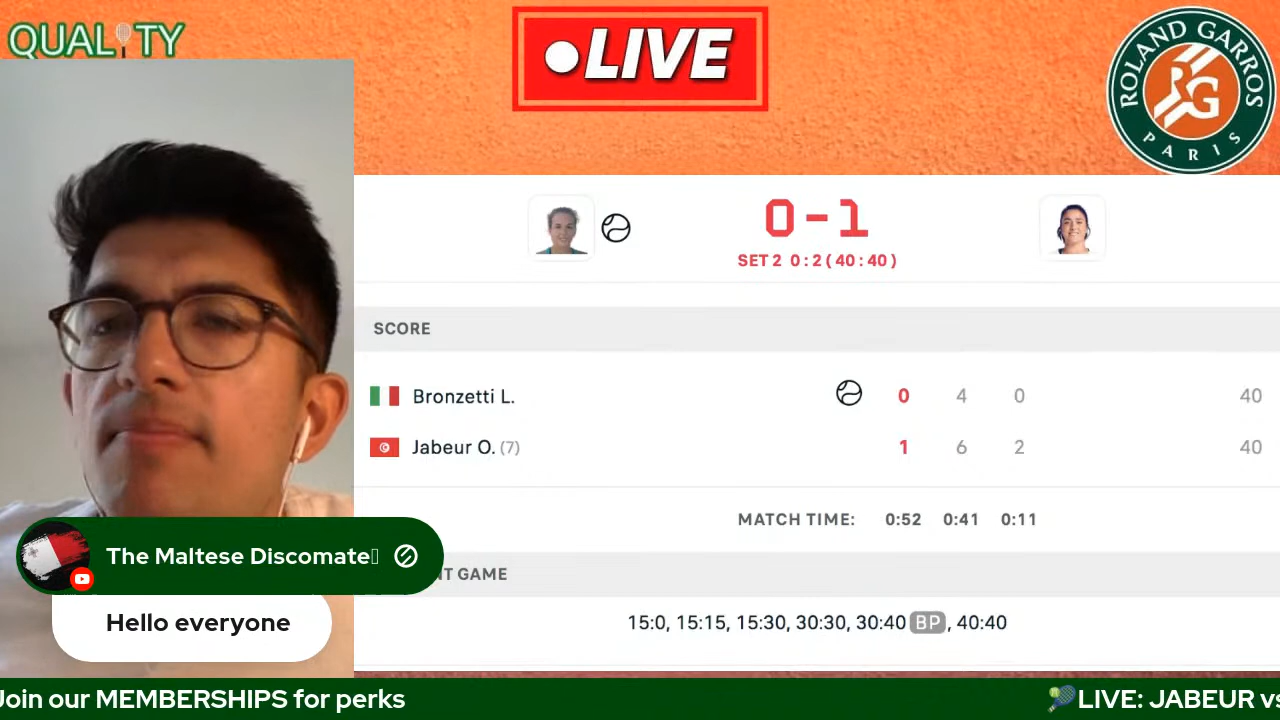 QUALITY
LIVE
ROLAND GARROS
RG
PARIS
0-1
SET 2 0:2 (40:40)
SCORE
Bronzetti L. 0 4 0 40
Jabeur O. (7) 1 6 2 40
MATCH TIME: 0:52 0:41 0:11
The Maltese Discomate
NT GAME
Hello everyone
15:0, 15:15, 15:30, 30:30, 30:40 BP, 40:40
Join our MEMBERSHIPS for perks
LIVE: JABEUR vs